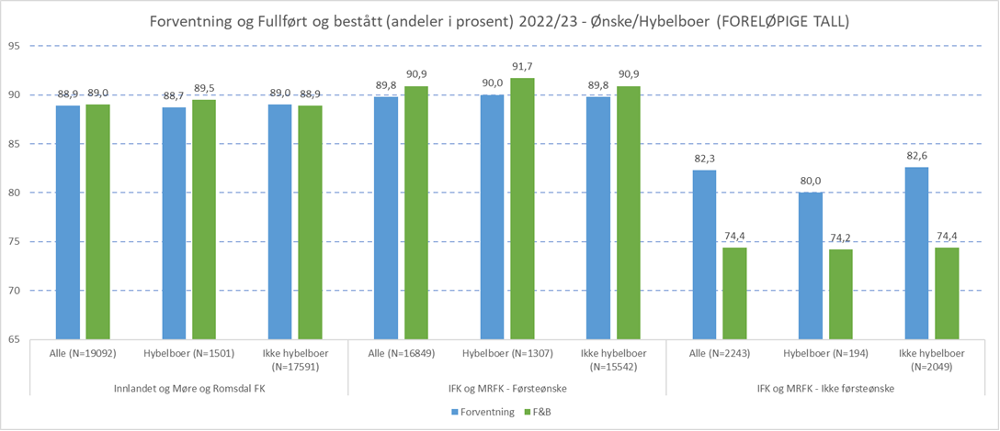 Forventning og Fullført og bestått (andeler i prosent) 2022/23 - Ønske/Hybelboer (FORELØPIGE TALL)
95
90
85
80
75
70
65
88,9 89,0 88,7 89,5 89,0 88,9 89,8 90,9 90,0 91,7 89,8 90,9 82,3 74,4 80,0 74,2 82,6 74,4
Alle (N=19092) Hybelboer (N=1501) Ikke hybelboer Alle (N=16849) Hybelboer (N=1307) Ikke hybelboer Alle (N=2243) Hybelboer (N=194) Ikke hybelboer
(N=17591) (N=15542) (N=2049)
Innlandet og Møre og Romsdal FK IFK og MRFK - Førsteønske IFK og MRFK - Ikke førsteønske
Forventning F&B